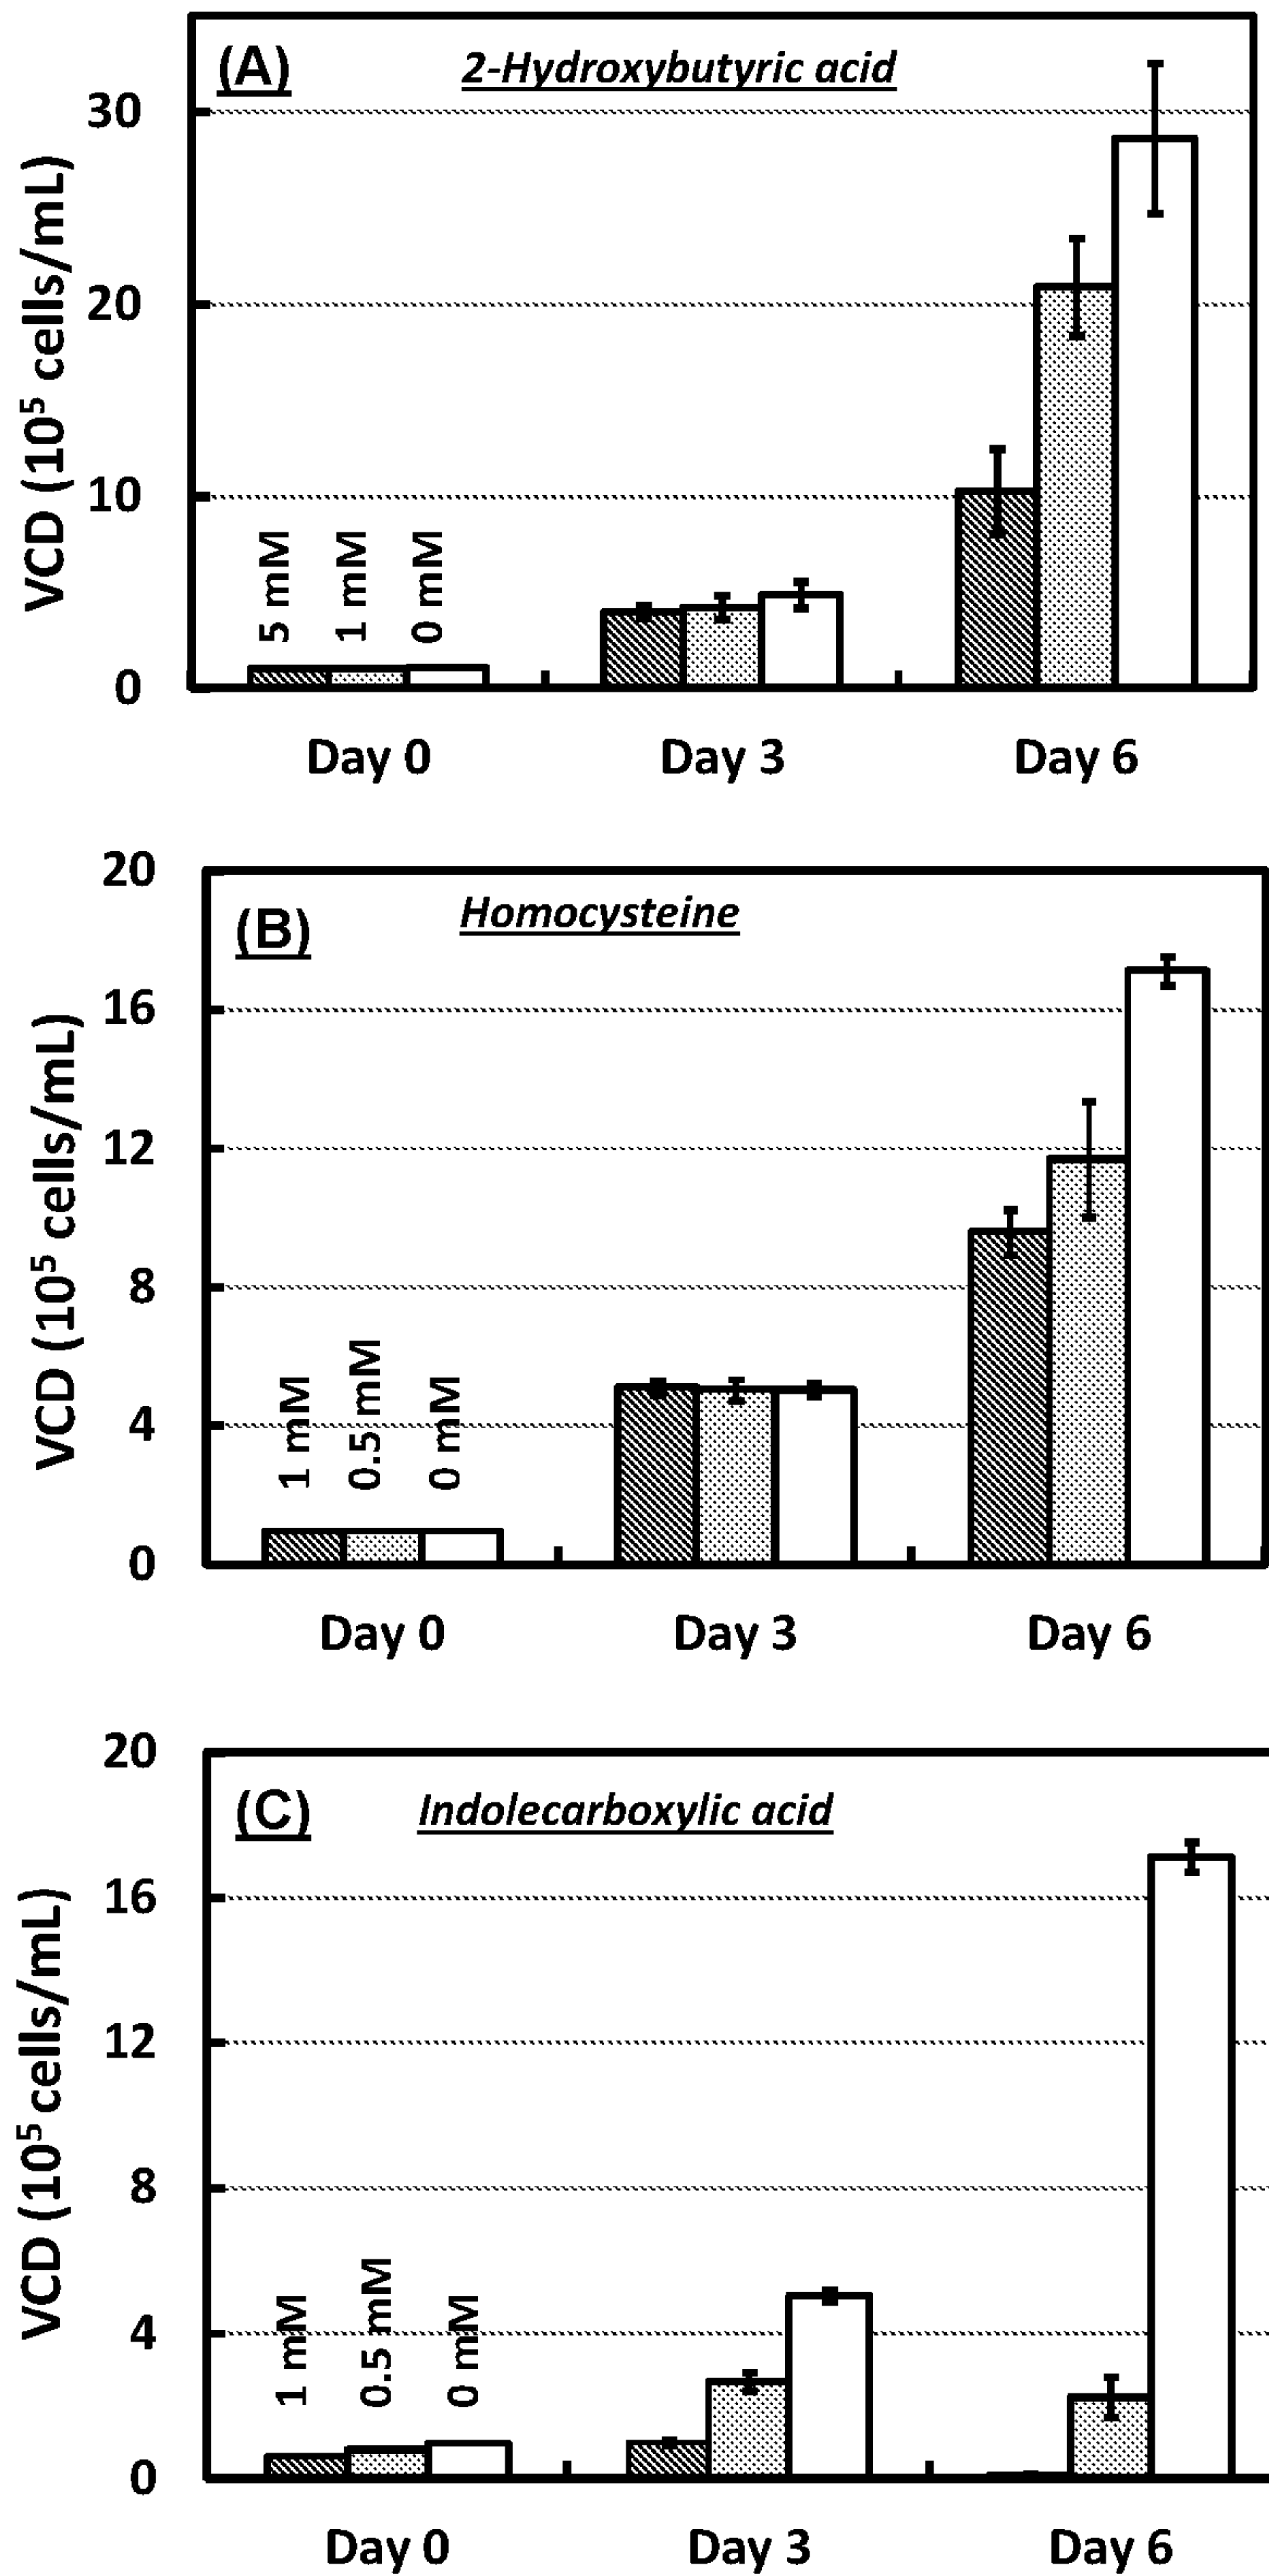 (A) 2-Hydroxybutyric acid
VCD (10⁵ cells/mL)
30
20
10
0
5 mM
1 mM
0 mM
Day 0
Day 3
Day 6
(B) Homocysteine
VCD (10⁵ cells/mL)
20
16
12
8
4
0
1 mM
0.5 mM
0 mM
Day 0
Day 3
Day 6
(C) Indolecarboxylic acid
VCD (10⁵ cells/mL)
20
16
12
8
4
0
1 mM
0.5 mM
0 mM
Day 0
Day 3
Day 6